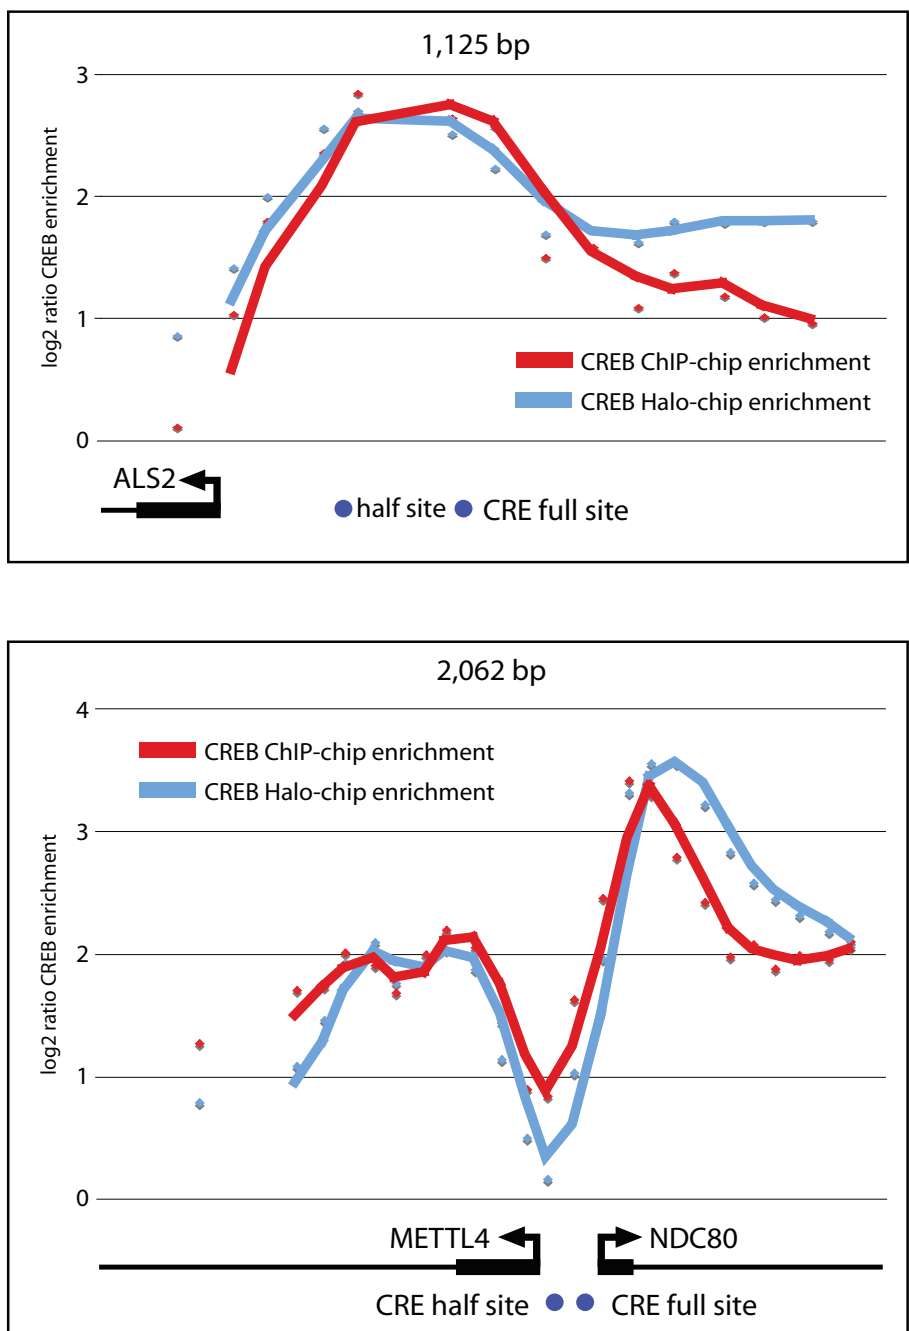 1,125 bp
3
2
1
0
log2 ratio CREB enrichment
CREB ChIP-chip enrichment
CREB Halo-chip enrichment
ALS2
half site CRE full site
2,062 bp
4
3
2
1
0
log2 ratio CREB enrichment
CREB ChIP-chip enrichment
CREB Halo-chip enrichment
METTL4 NDC80
CRE half site CRE full site